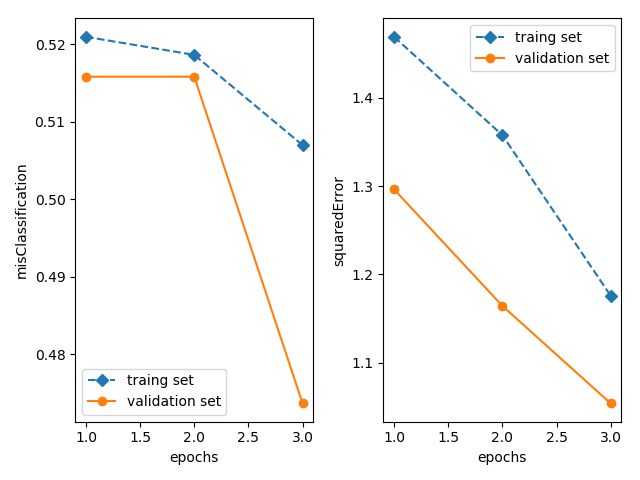 0.52
0.51
0.50
0.49
0.48
misClassification
traing set
validation set
1.0 1.5 2.0 2.5 3.0
epochs
1.4
1.3
1.2
1.1
squaredError
traing set
validation set
1.0 1.5 2.0 2.5 3.0
epochs